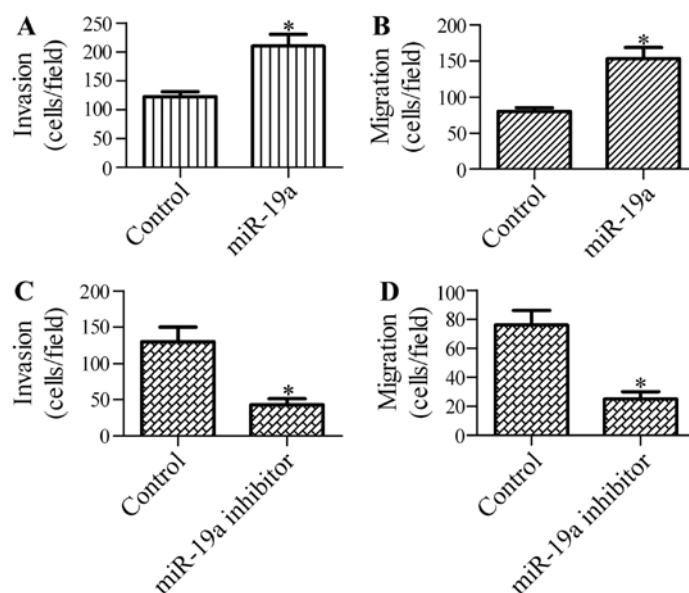 A
Invasion
(cells/field)
250
200
150
100
50
0
*
Control
miR-19a
B
Migration
(cells/field)
200
150
100
50
0
*
Control
miR-19a
C
Invasion
(cells/field)
200
150
100
50
0
*
Control
miR-19a inhibitor
D
Migration
(cells/field)
100
80
60
40
20
0
*
Control
miR-19a inhibitor